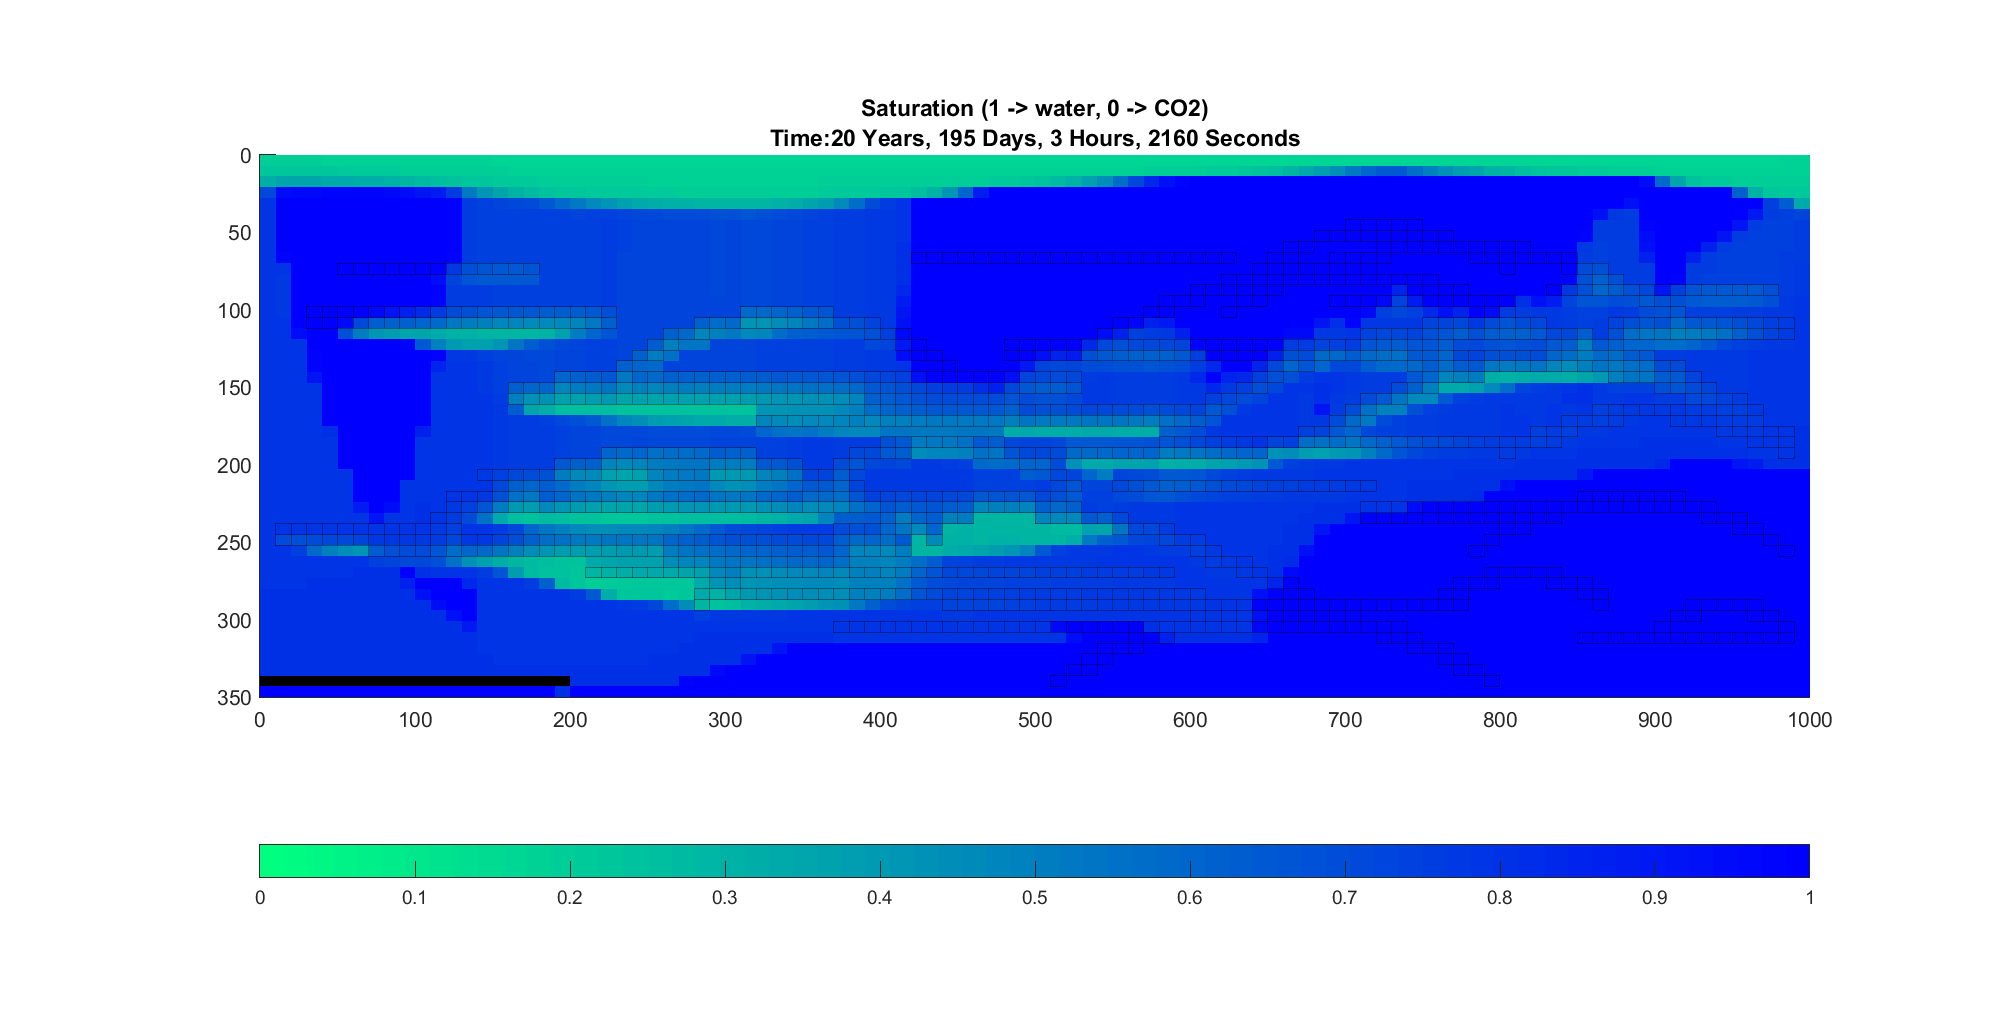 Saturation (1 -> water, 0 -> CO2)
Time:20 Years, 195 Days, 3 Hours, 2160 Seconds
0
50
100
150
200
250
300
350
0 100 200 300 400 500 600 700 800 900 1000
0 0.1 0.2 0.3 0.4 0.5 0.6 0.7 0.8 0.9 1